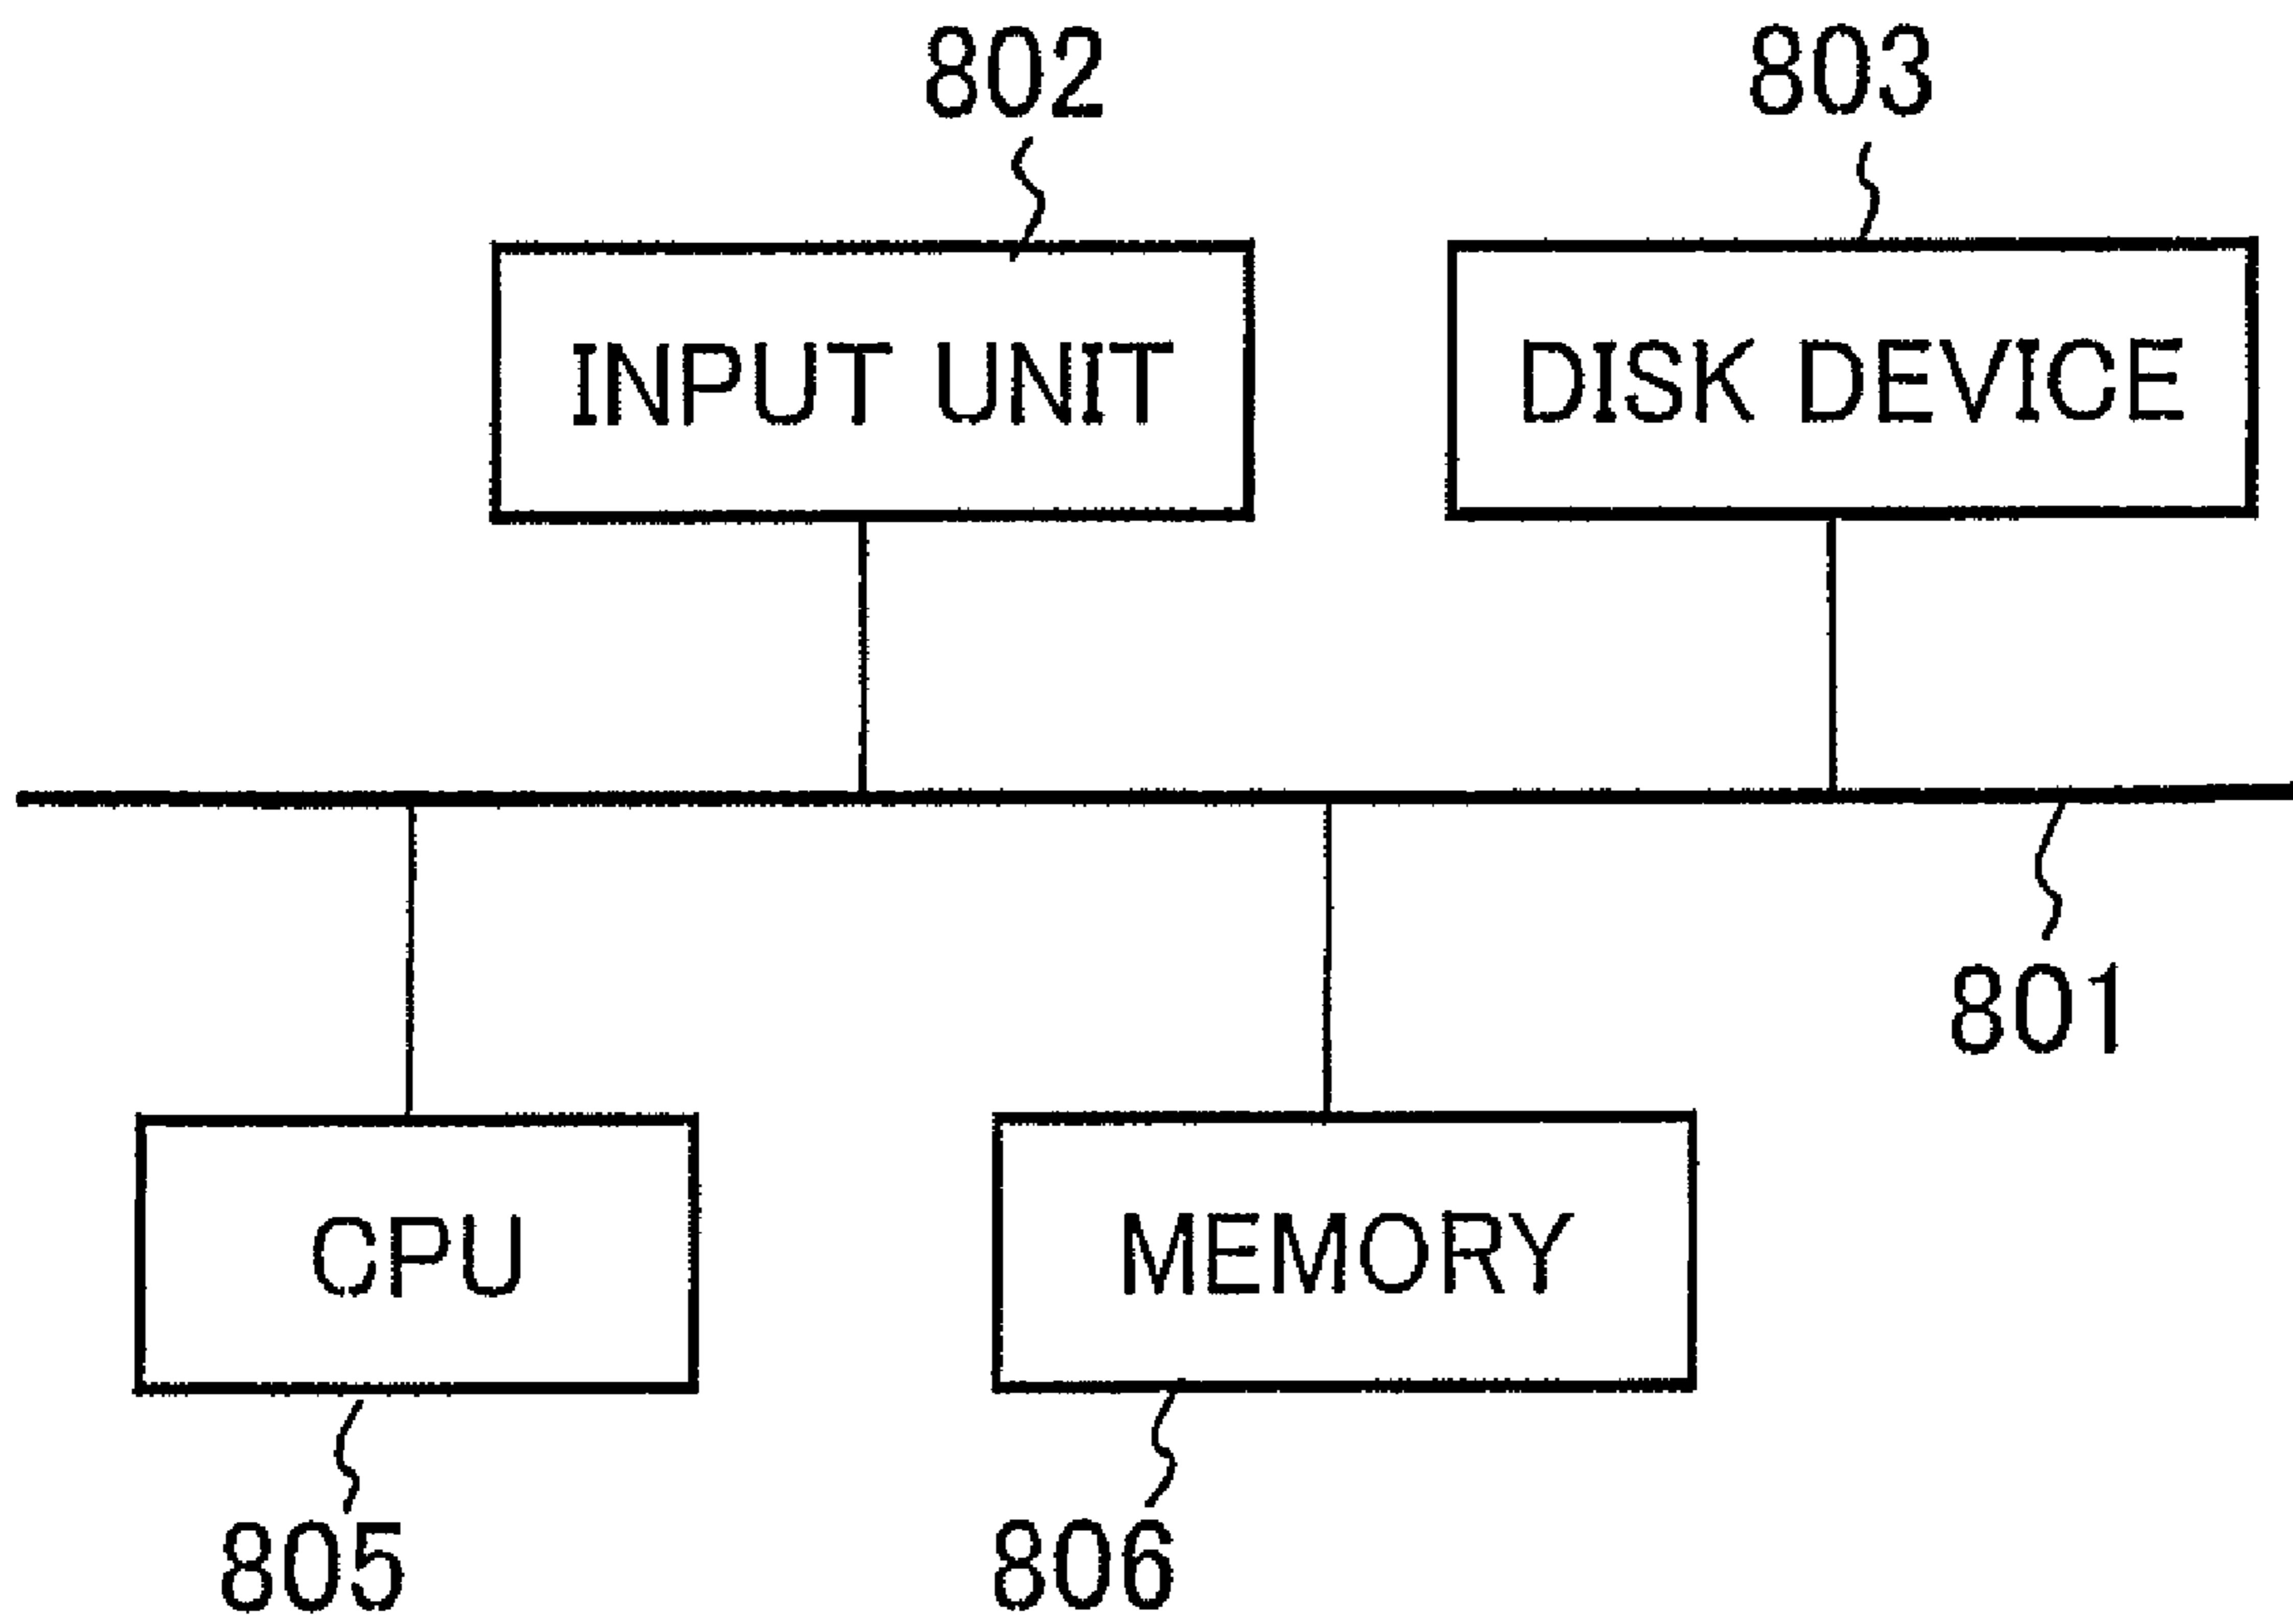 802
803
INPUT UNIT
DISK DEVICE
801
CPU
MEMORY
805
806